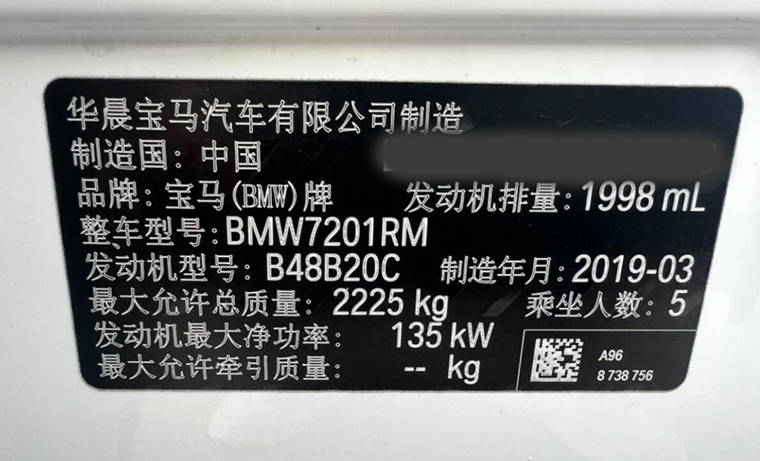 华晨宝马汽车有限公司制造
制造国：中国
品牌：宝马(BMW)牌 发动机排量：1998 mL
整车型号：BMW7201RM
发动机型号：B48B20C 制造年月：2019-03
最大允许总质量：2225 kg 乘坐人数：5
发动机最大净功率：135 kW
最大允许牵引质量：-- kg
A96
8 738 756